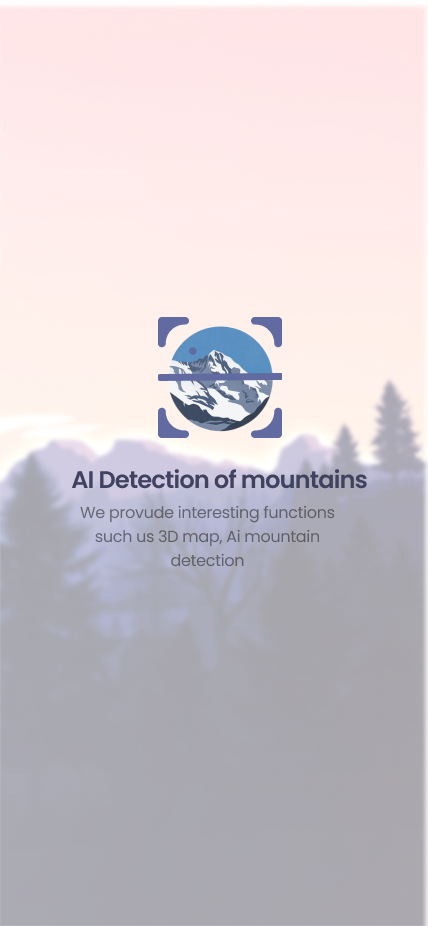 AI Detection of mountains
We provude interesting functions
such us 3D map, Ai mountain
detection